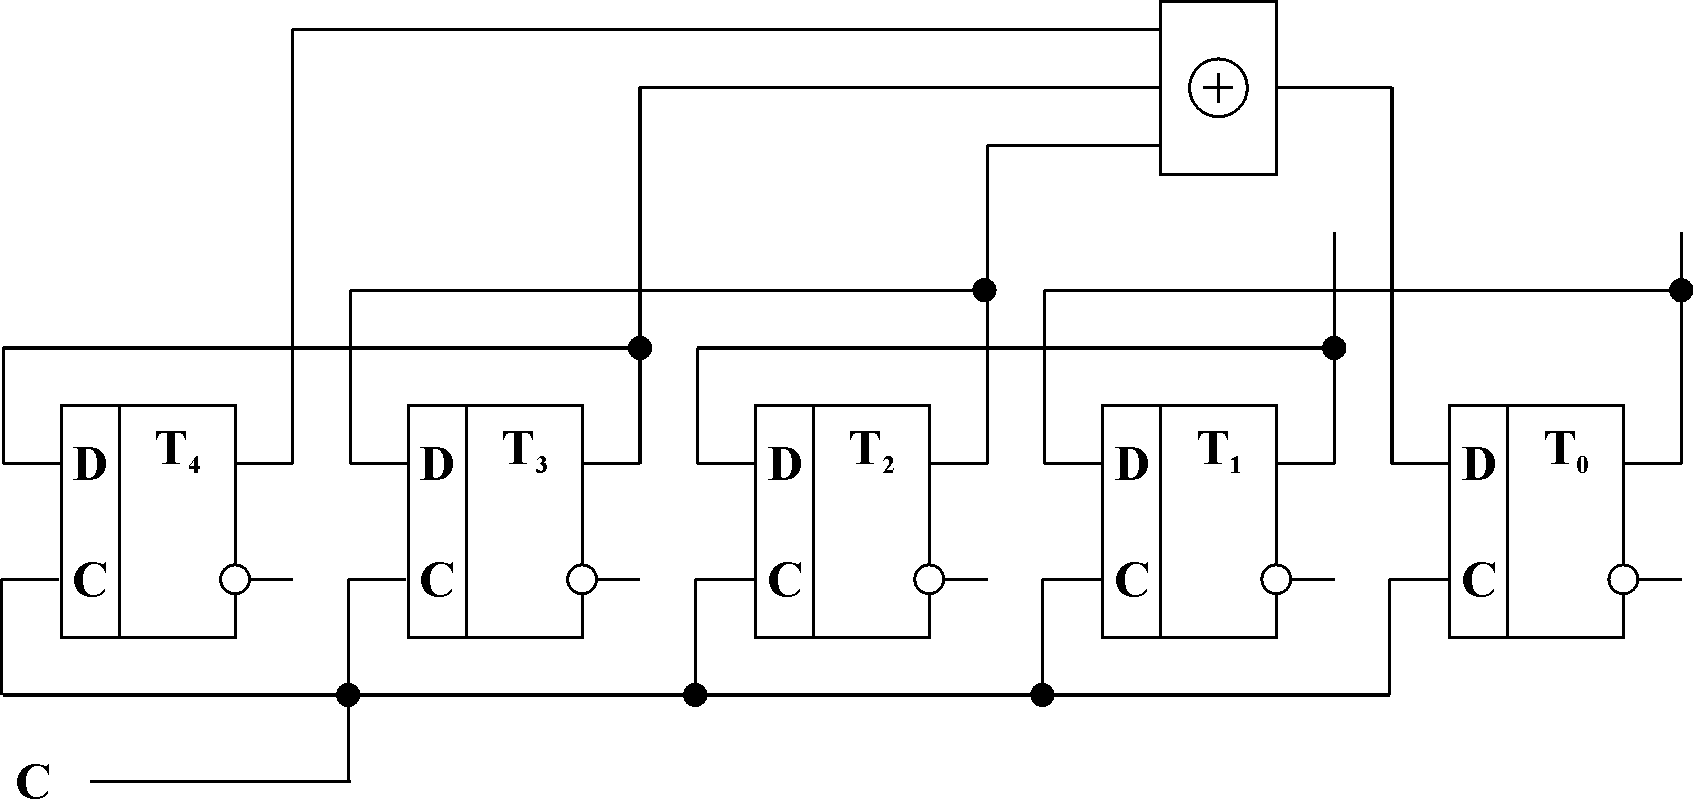 +
D T₄ D T₃ D T₂ D T₁ D T₀
C C C C C
C